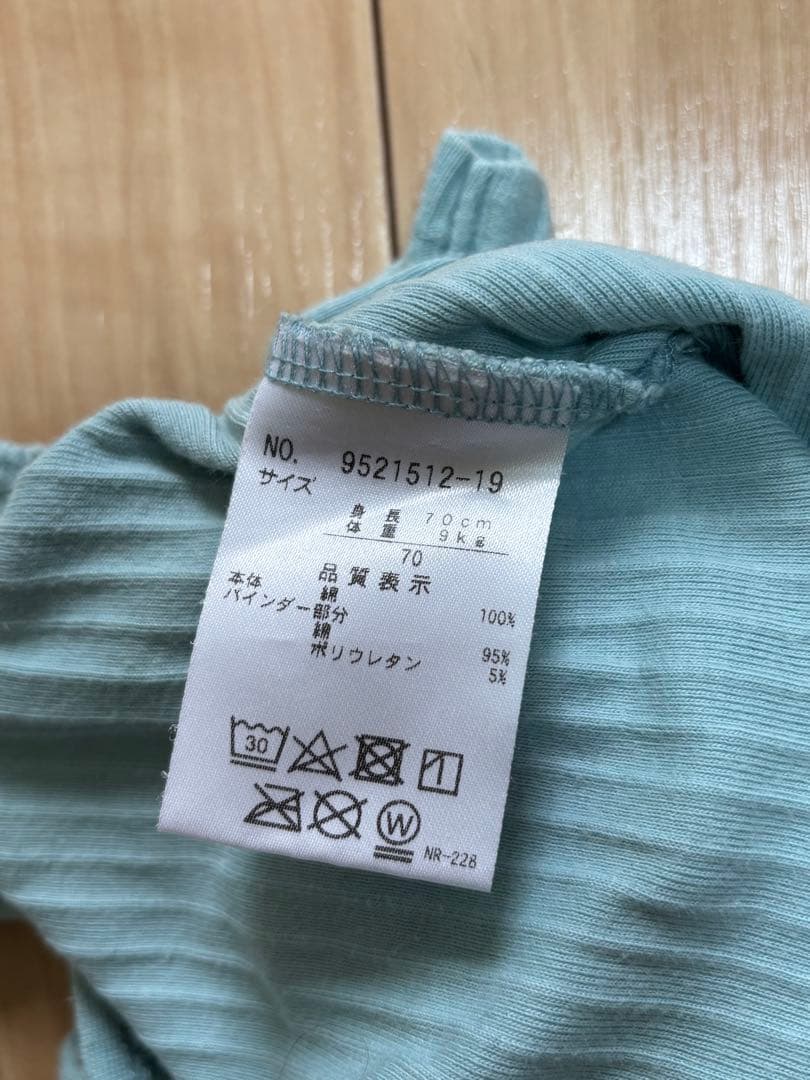 NO. 9521512-19
サイズ
身長 70cm
体重 9kg
70
品質表示
本体
綿 100%
バインダー部分
綿 95%
ポリウレタン 5%
30
W
NR-228